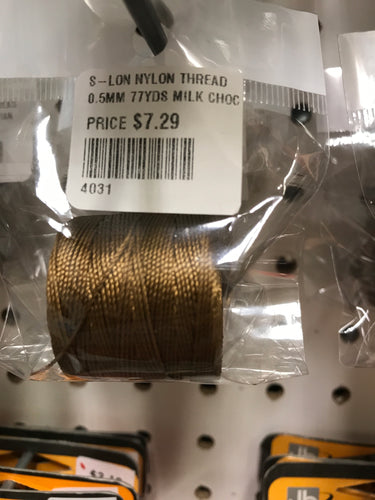 S-LON NYLON THREAD
0.5MM 77YDS MILK CHOC
PRICE $7.29
4031